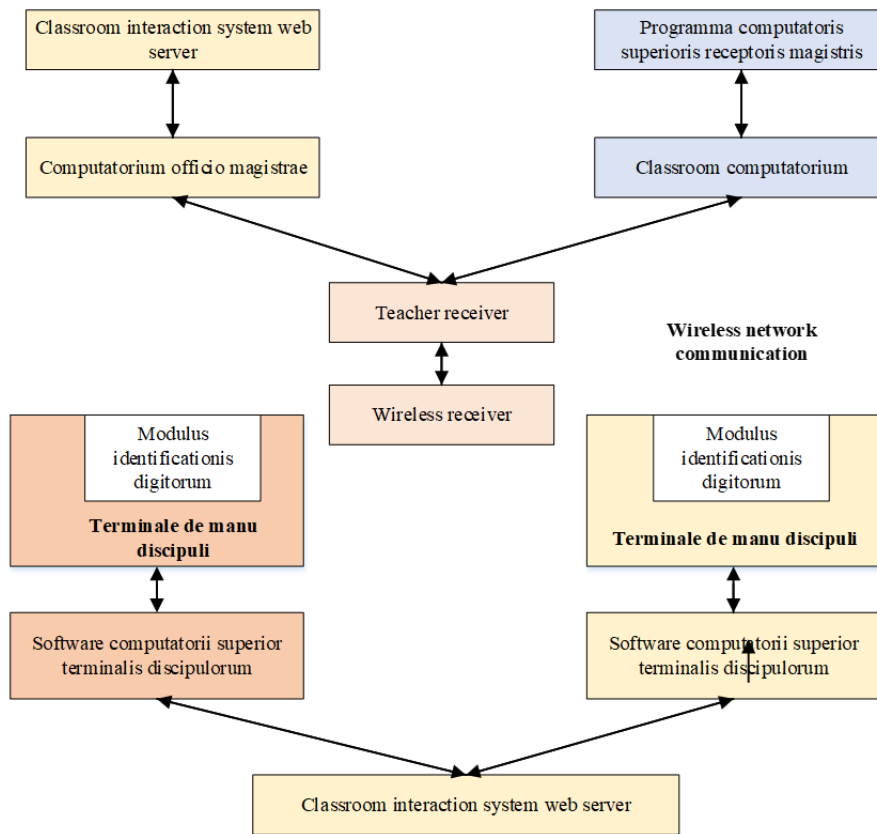 Classroom interaction system web
server
Programma computatoris
superioris receptoris magistris
Computatorium officio magistrae
Classroom computatorium
Teacher receiver
Wireless network
communication
Wireless receiver
Modulus
identificationis
digitorum
Terminale de manu
discipuli
Modulus
identificationis
digitorum
Terminale de manu discipuli
Software computatorii superior
terminalis discipulorum
Software computatorii superior
terminalis discipulorum
Classroom interaction system web server